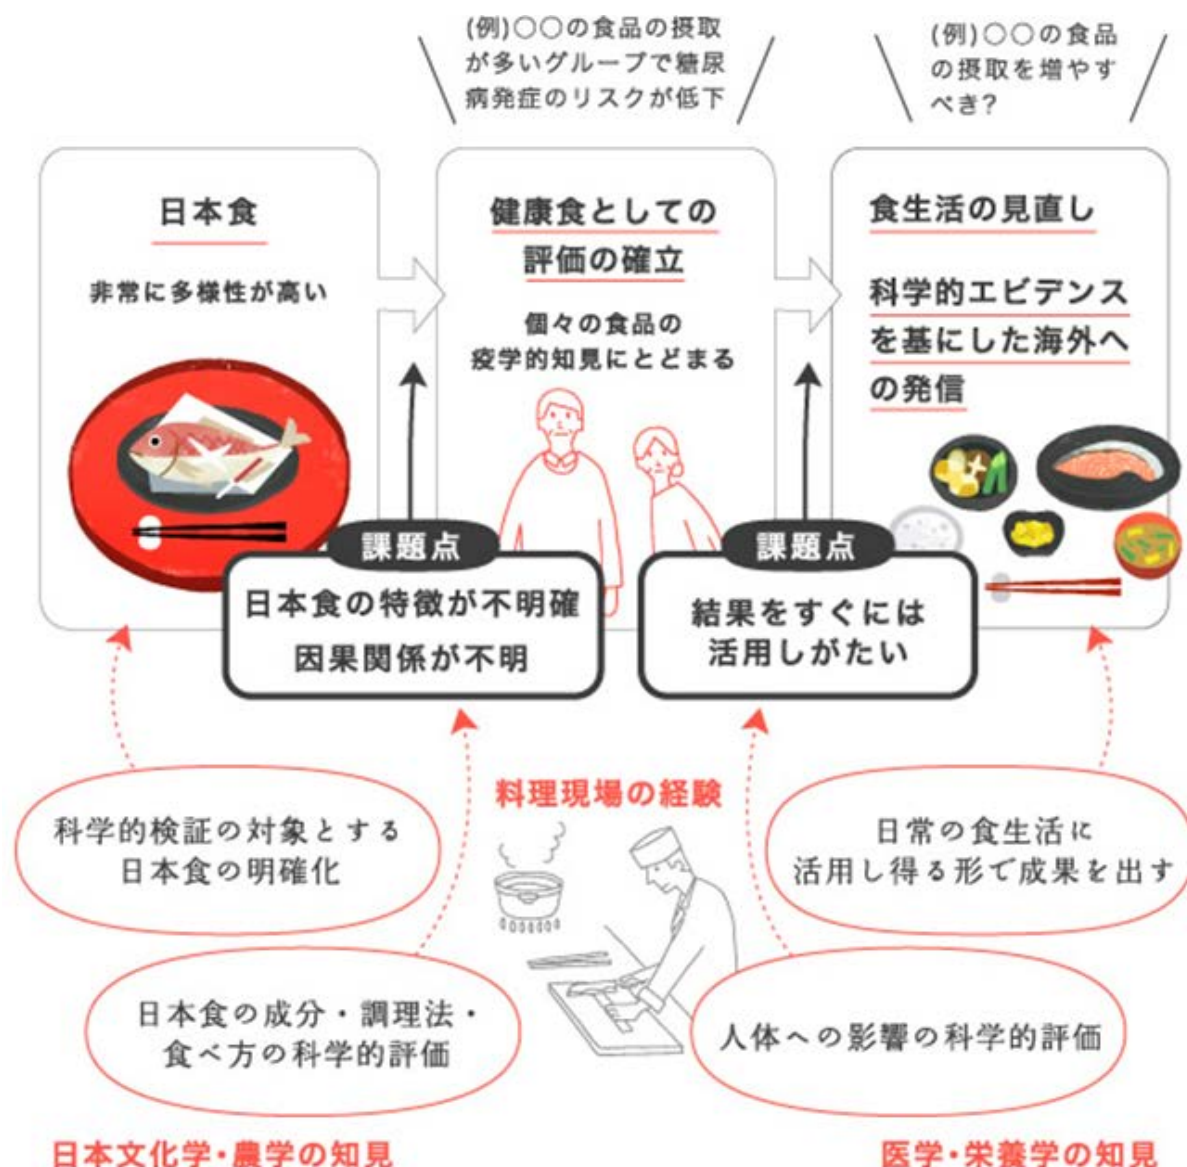 (例)〇〇の食品の摂取
が多いグループで糖尿
病発症のリスクが低下
(例)〇〇の食品
の摂取を増やす
べき?
日本食
非常に多様性が高い
健康食としての
評価の確立
個々の食品の
疫学的知見にとどまる
食生活の見直し
科学的エビデンス
を基にした海外へ
の発信
課題点
日本食の特徴が不明確
因果関係が不明
課題点
結果をすぐには
活用しがたい
科学的検証の対象とする
日本食の明確化
料理現場の経験
日常の食生活に
活用し得る形で成果を出す
日本食の成分・調理法・
食べ方の科学的評価
人体への影響の科学的評価
日本文化学・農学の知見
医学・栄養学の知見